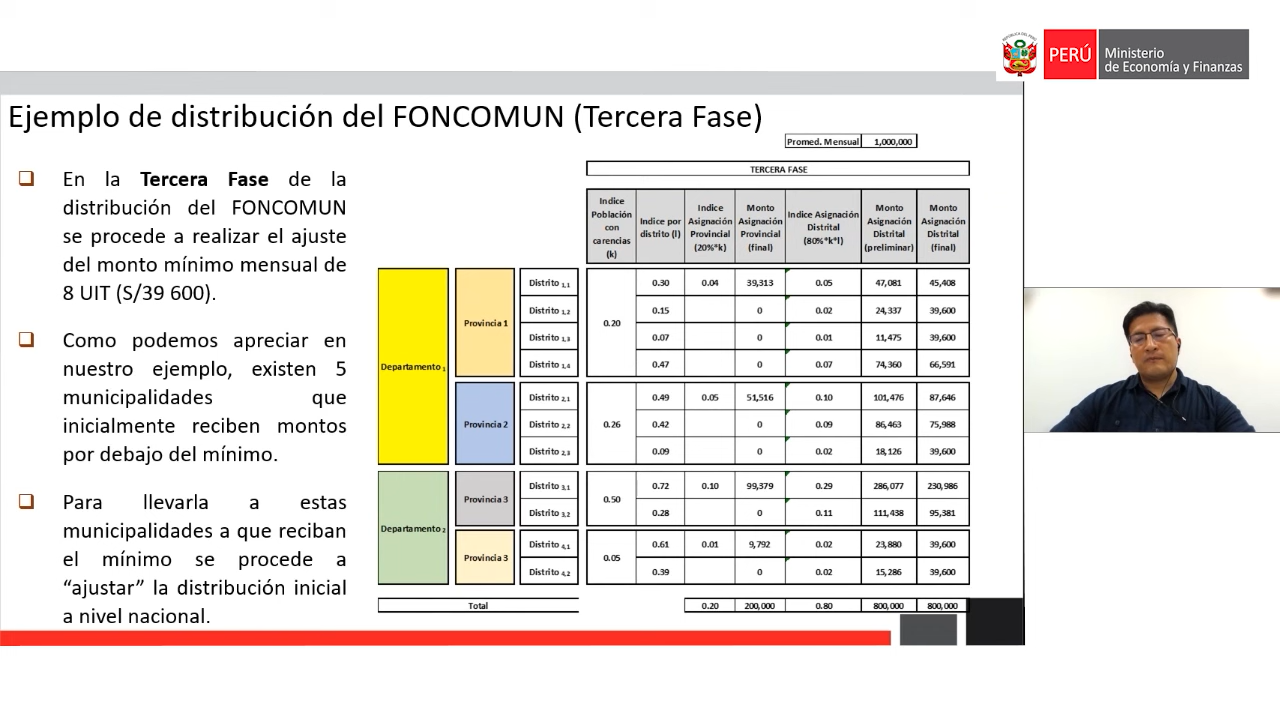 PERÚ
Ministerio
de Economía y Finanzas
Ejemplo de distribución del FONCOMUN (Tercera Fase)
Promed. Mensual 1,000,000
❑ En la Tercera Fase de la
distribución del FONCOMUN
se procede a realizar el ajuste
del monto mínimo mensual de
8 UIT (S/39 600).
❑ Como podemos apreciar en
nuestro ejemplo, existen 5
municipalidades que
inicialmente reciben montos
por debajo del mínimo.
❑ Para llevarla a estas
municipalidades a que reciban
el mínimo se procede a
“ajustar” la distribución inicial
a nivel nacional.
TERCERA FASE
Indice
Población
con
carencias
(k)
Indice por
distrito (l)
Indice
Asignación
Provincial
(20%*k)
Monto
Asignación
Provincial
(final)
Indice Asignación
Distrital
(80%*k*l)
Monto
Asignación
Distrital
(preliminar)
Monto
Asignación
Distrital
(final)
Departamento 1
Provincia 1
0.20
Distrito 1,1 0.30 0.04 39,313 0.05 47,081 45,408
Distrito 1,2 0.15 0 0.02 24,337 39,600
Distrito 1,3 0.07 0 0.01 11,475 39,600
Distrito 1,4 0.47 0 0.07 74,360 66,591
Provincia 2
0.26
Distrito 2,1 0.49 0.05 51,516 0.10 101,476 87,646
Distrito 2,2 0.42 0 0.09 86,463 75,988
Distrito 2,3 0.09 0 0.02 18,126 39,600
Departamento 2
Provincia 3
0.50
Distrito 3,1 0.72 0.10 99,379 0.29 286,077 230,986
Distrito 3,2 0.28 0 0.11 111,438 95,381
Provincia 3
0.05
Distrito 4,1 0.61 0.01 9,792 0.02 23,880 39,600
Distrito 4,2 0.39 0 0.02 15,286 39,600
Total 0.20 200,000 0.80 800,000 800,000